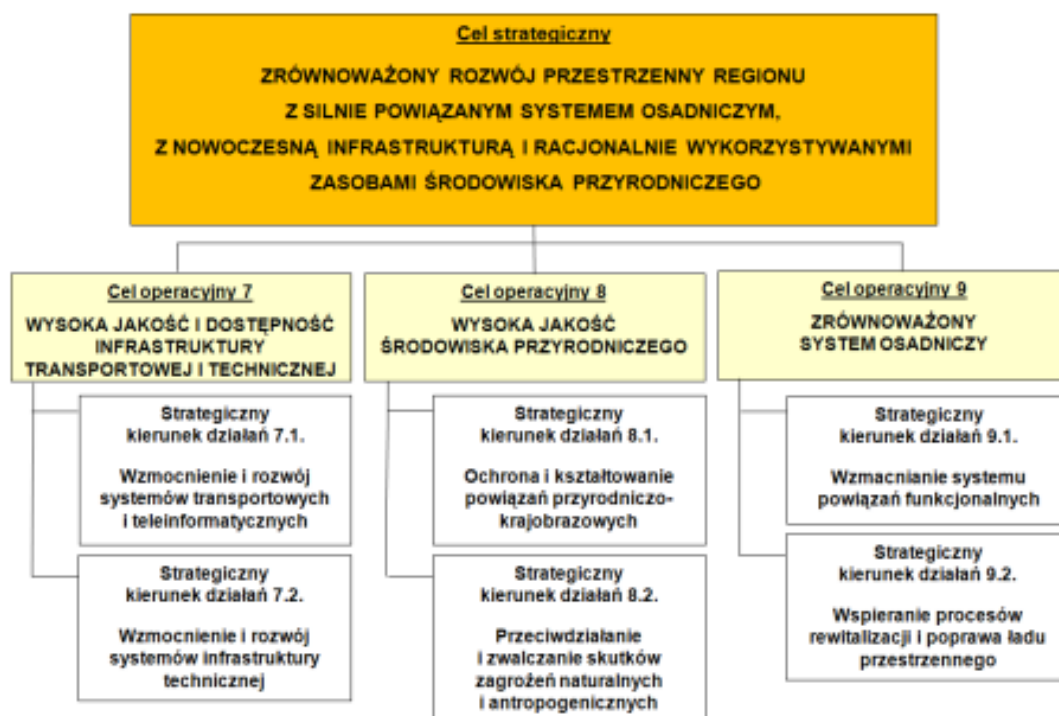 Cel strategiczny
ZRÓWNOWAŻONY ROZWÓJ PRZESTRZENNY REGIONU
Z SILNIE POWIĄZANYM SYSTEMEM OSADNICZYM,
Z NOWOCZESNĄ INFRASTRUKTURĄ I RACJONALNIE WYKORZYSTYWANYMI
ZASOBAMI ŚRODOWISKA PRZYRODNICZEGO
Cel operacyjny 7
WYSOKA JAKOŚĆ I DOSTĘPNOŚĆ
INFRASTRUKTURY
TRANSPORTOWEJ I TECHNICZNEJ
Strategiczny
kierunek działań 7.1.
Wzmocnienie i rozwój
systemów transportowych
i teleinformatycznych
Strategiczny
kierunek działań 7.2.
Wzmocnienie i rozwój
systemów infrastruktury
technicznej
Cel operacyjny 8
WYSOKA JAKOŚĆ
ŚRODOWISKA PRZYRODNICZEGO
Strategiczny
kierunek działań 8.1.
Ochrona i kształtowanie
powiązań przyrodniczo-
krajobrazowych
Strategiczny
kierunek działań 8.2.
Przeciwdziałanie
i zwalczanie skutków
zagrożeń naturalnych
i antropogenicznych
Cel operacyjny 9
ZRÓWNOWAŻONY
SYSTEM OSADNICZY
Strategiczny
kierunek działań 9.1.
Wzmacnianie systemu
powiązań funkcjonalnych
Strategiczny
kierunek działań 9.2.
Wspieranie procesów
rewitalizacji i poprawa ładu
przestrzennego